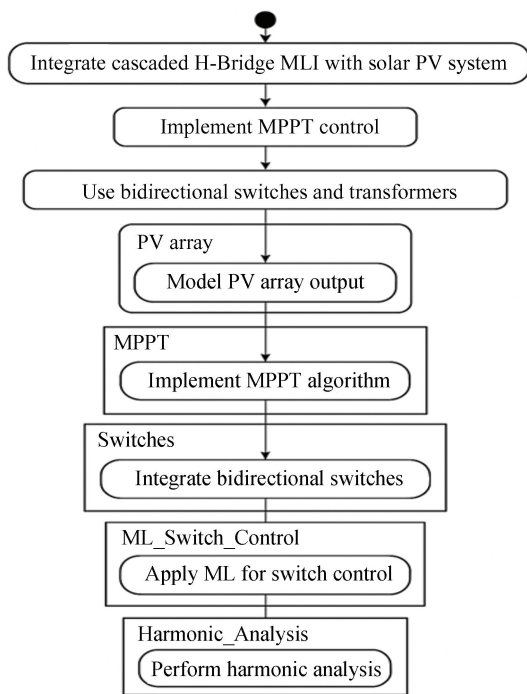 Integrate cascaded H-Bridge MLI with solar PV system
Implement MPPT control
Use bidirectional switches and transformers
PV array
Model PV array output
MPPT
Implement MPPT algorithm
Switches
Integrate bidirectional switches
ML_Switch_Control
Apply ML for switch control
Harmonic_Analysis
Perform harmonic analysis